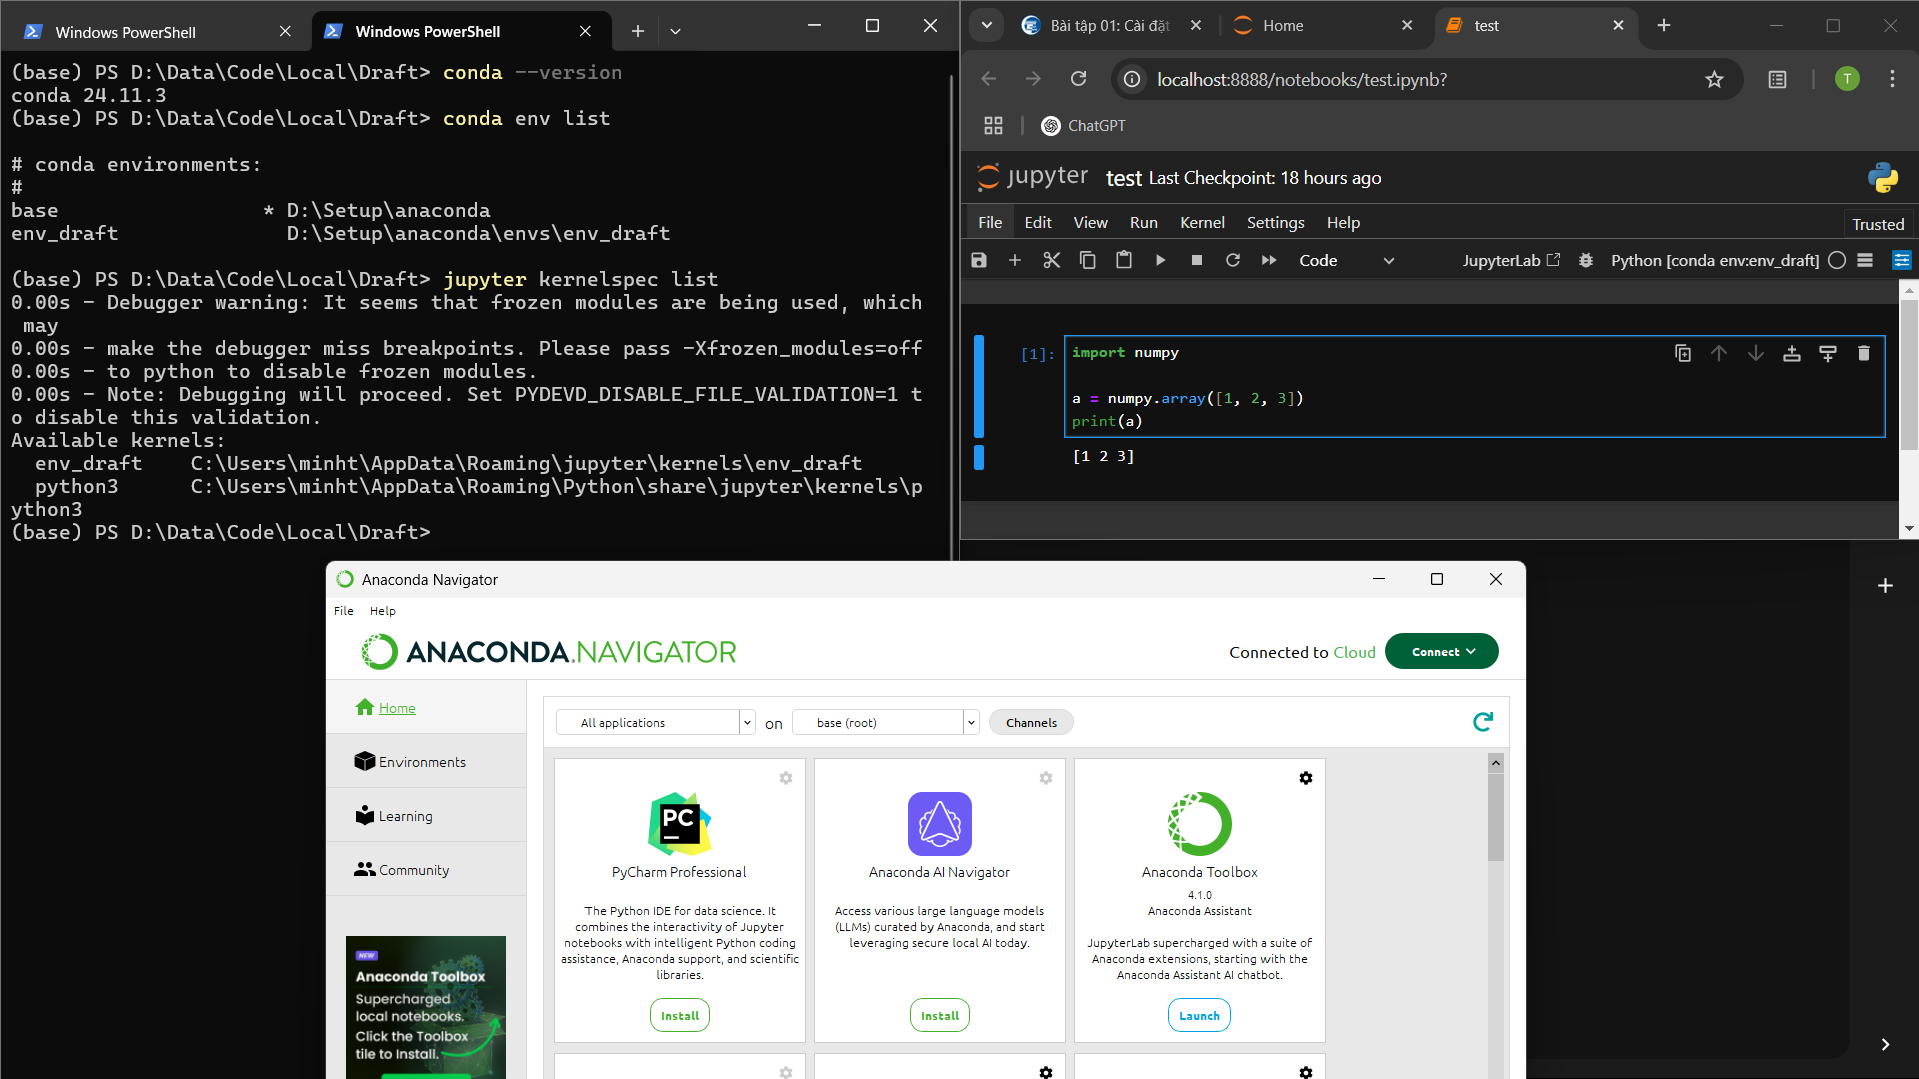 Windows PowerShell
Windows PowerShell
(base) PS D:\Data\Code\Local\Draft> conda --version
conda 24.11.3
(base) PS D:\Data\Code\Local\Draft> conda env list
# conda environments:
#
base * D:\Setup\anaconda
env_draft D:\Setup\anaconda\envs\env_draft
(base) PS D:\Data\Code\Local\Draft> jupyter kernelspec list
0.00s - Debugger warning: It seems that frozen modules are being used, which
may
0.00s - make the debugger miss breakpoints. Please pass -Xfrozen_modules=off
0.00s - to python to disable frozen modules.
0.00s - Note: Debugging will proceed. Set PYDEVD_DISABLE_FILE_VALIDATION=1 t
o disable this validation.
Available kernels:
env_draft C:\Users\minht\AppData\Roaming\jupyter\kernels\env_draft
python3 C:\Users\minht\AppData\Roaming\Python\share\jupyter\kernels\p
ython3
(base) PS D:\Data\Code\Local\Draft>
Bài tập 01: Cài đặt
Home
test
localhost:8888/notebooks/test.ipynb?
T
ChatGPT
jupyter test Last Checkpoint: 18 hours ago
File Edit View Run Kernel Settings Help
Trusted
Code
JupyterLab
Python [conda env:env_draft]
[1]:
import numpy
a = numpy.array([1, 2, 3])
print(a)
[1 2 3]
Anaconda Navigator
File Help
ANACONDA.NAVIGATOR
Connected to Cloud
Connect
Home
Environments
Learning
Community
All applications on base (root) Channels
PC
PyCharm Professional
The Python IDE for data science. It
combines the interactivity of Jupyter
notebooks with intelligent Python coding
assistance, Anaconda support, and scientific
libraries.
Install
Anaconda AI Navigator
Access various large language models
(LLMs) curated by Anaconda, and start
leveraging secure local AI today.
Install
Anaconda Toolbox
4.1.0
Anaconda Assistant
JupyterLab supercharged with a suite of
Anaconda extensions, starting with the
Anaconda Assistant AI chatbot.
Launch
NEW
Anaconda Toolbox
Supercharged
local notebooks.
Click the Toolbox
tile to Install.